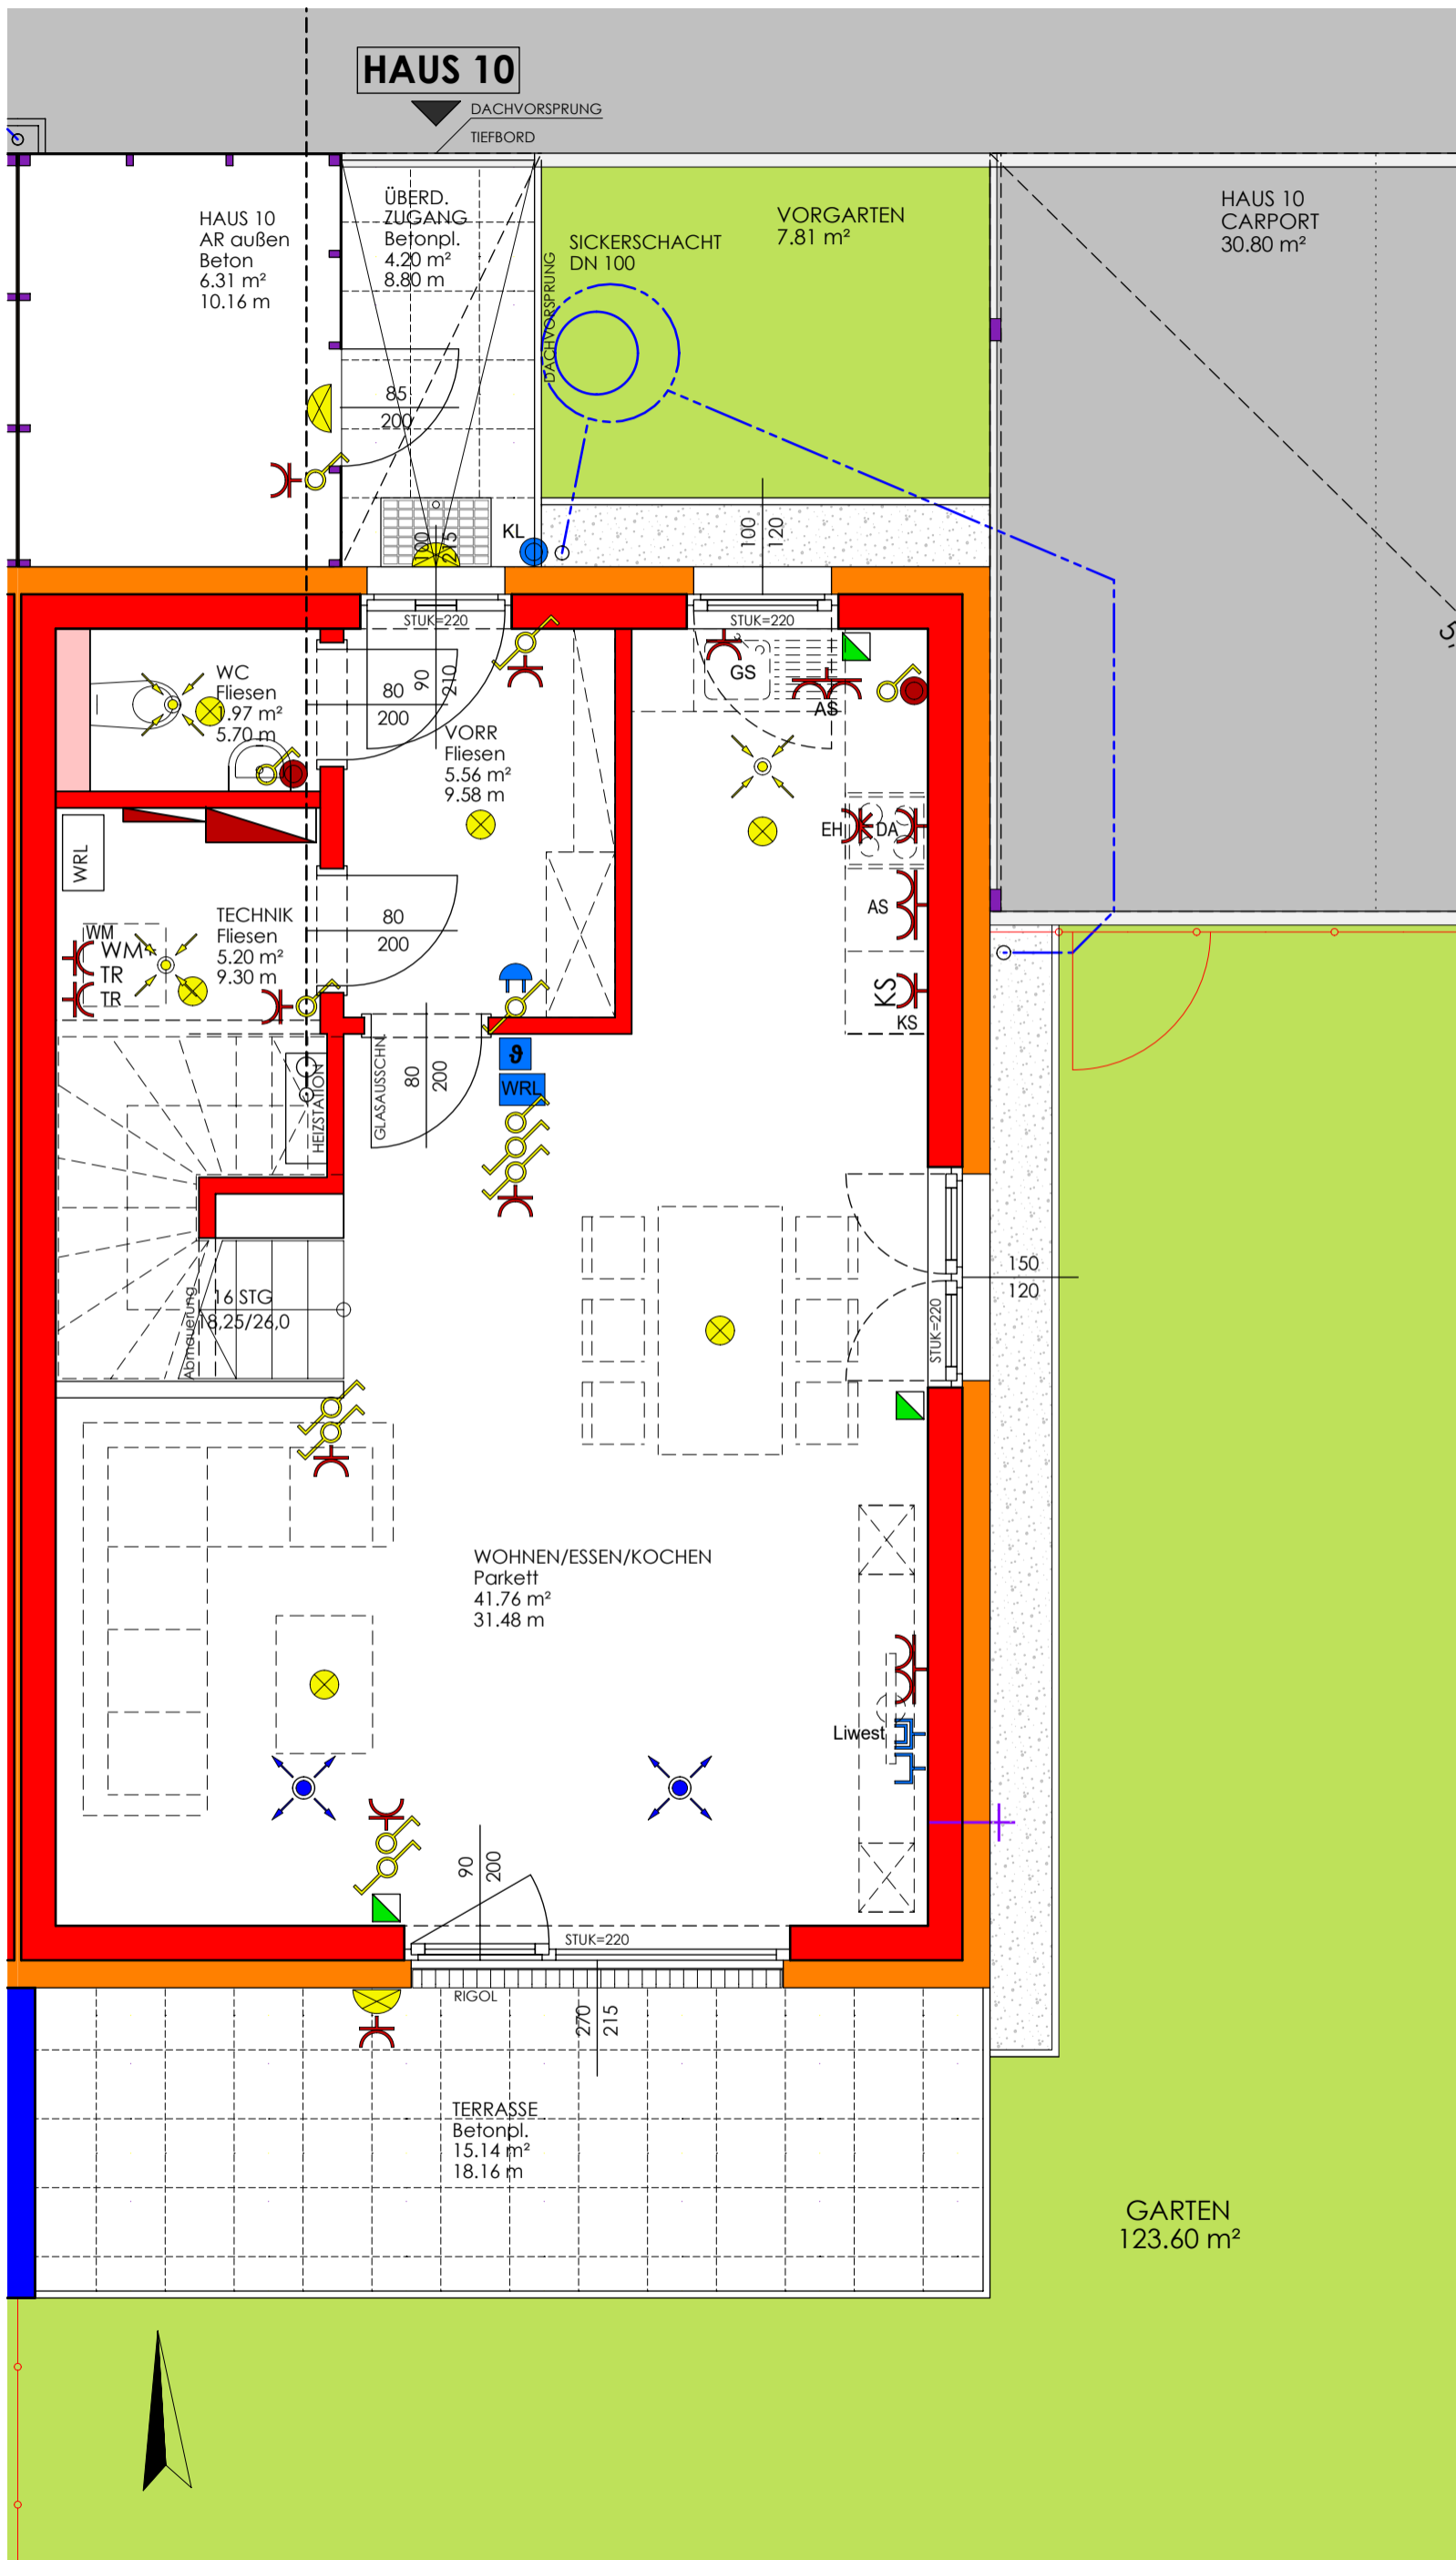 HAUS 10
DACHVORSPRUNG
TIEFBORD
HAUS 10
AR außen
Beton
6.31 m²
10.16 m
ÜBERD.
ZUGANG
Betonpl.
4.20 m²
8.80 m
DACHVORSPRUNG
SICKERSCHACHT
DN 100
VORGARTEN
7.81 m²
HAUS 10
CARPORT
30.80 m²
85
200
KL
100
215
100
120
STUK=220
STUK=220
WC
Fliesen
1.97 m²
5.70 m
80
200
90
210
VORR
Fliesen
5.56 m²
9.58 m
GS
AS
EH
DA
AS
KS
KS
WRL
TECHNIK
Fliesen
5.20 m²
9.30 m
WM
WM+
TR
TR
80
200
HEIZSTATION
GLASAUSSCHN.
80
200
ϑ
WRL
16 STG
18,25/26,0
Abmauerung
150
120
STUK=220
WOHNEN/ESSEN/KOCHEN
Parkett
41.76 m²
31.48 m
Liwest
90
200
STUK=220
RIGOL
270
215
TERRASSE
Betonpl.
15.14 m²
18.16 m
GARTEN
123.60 m²